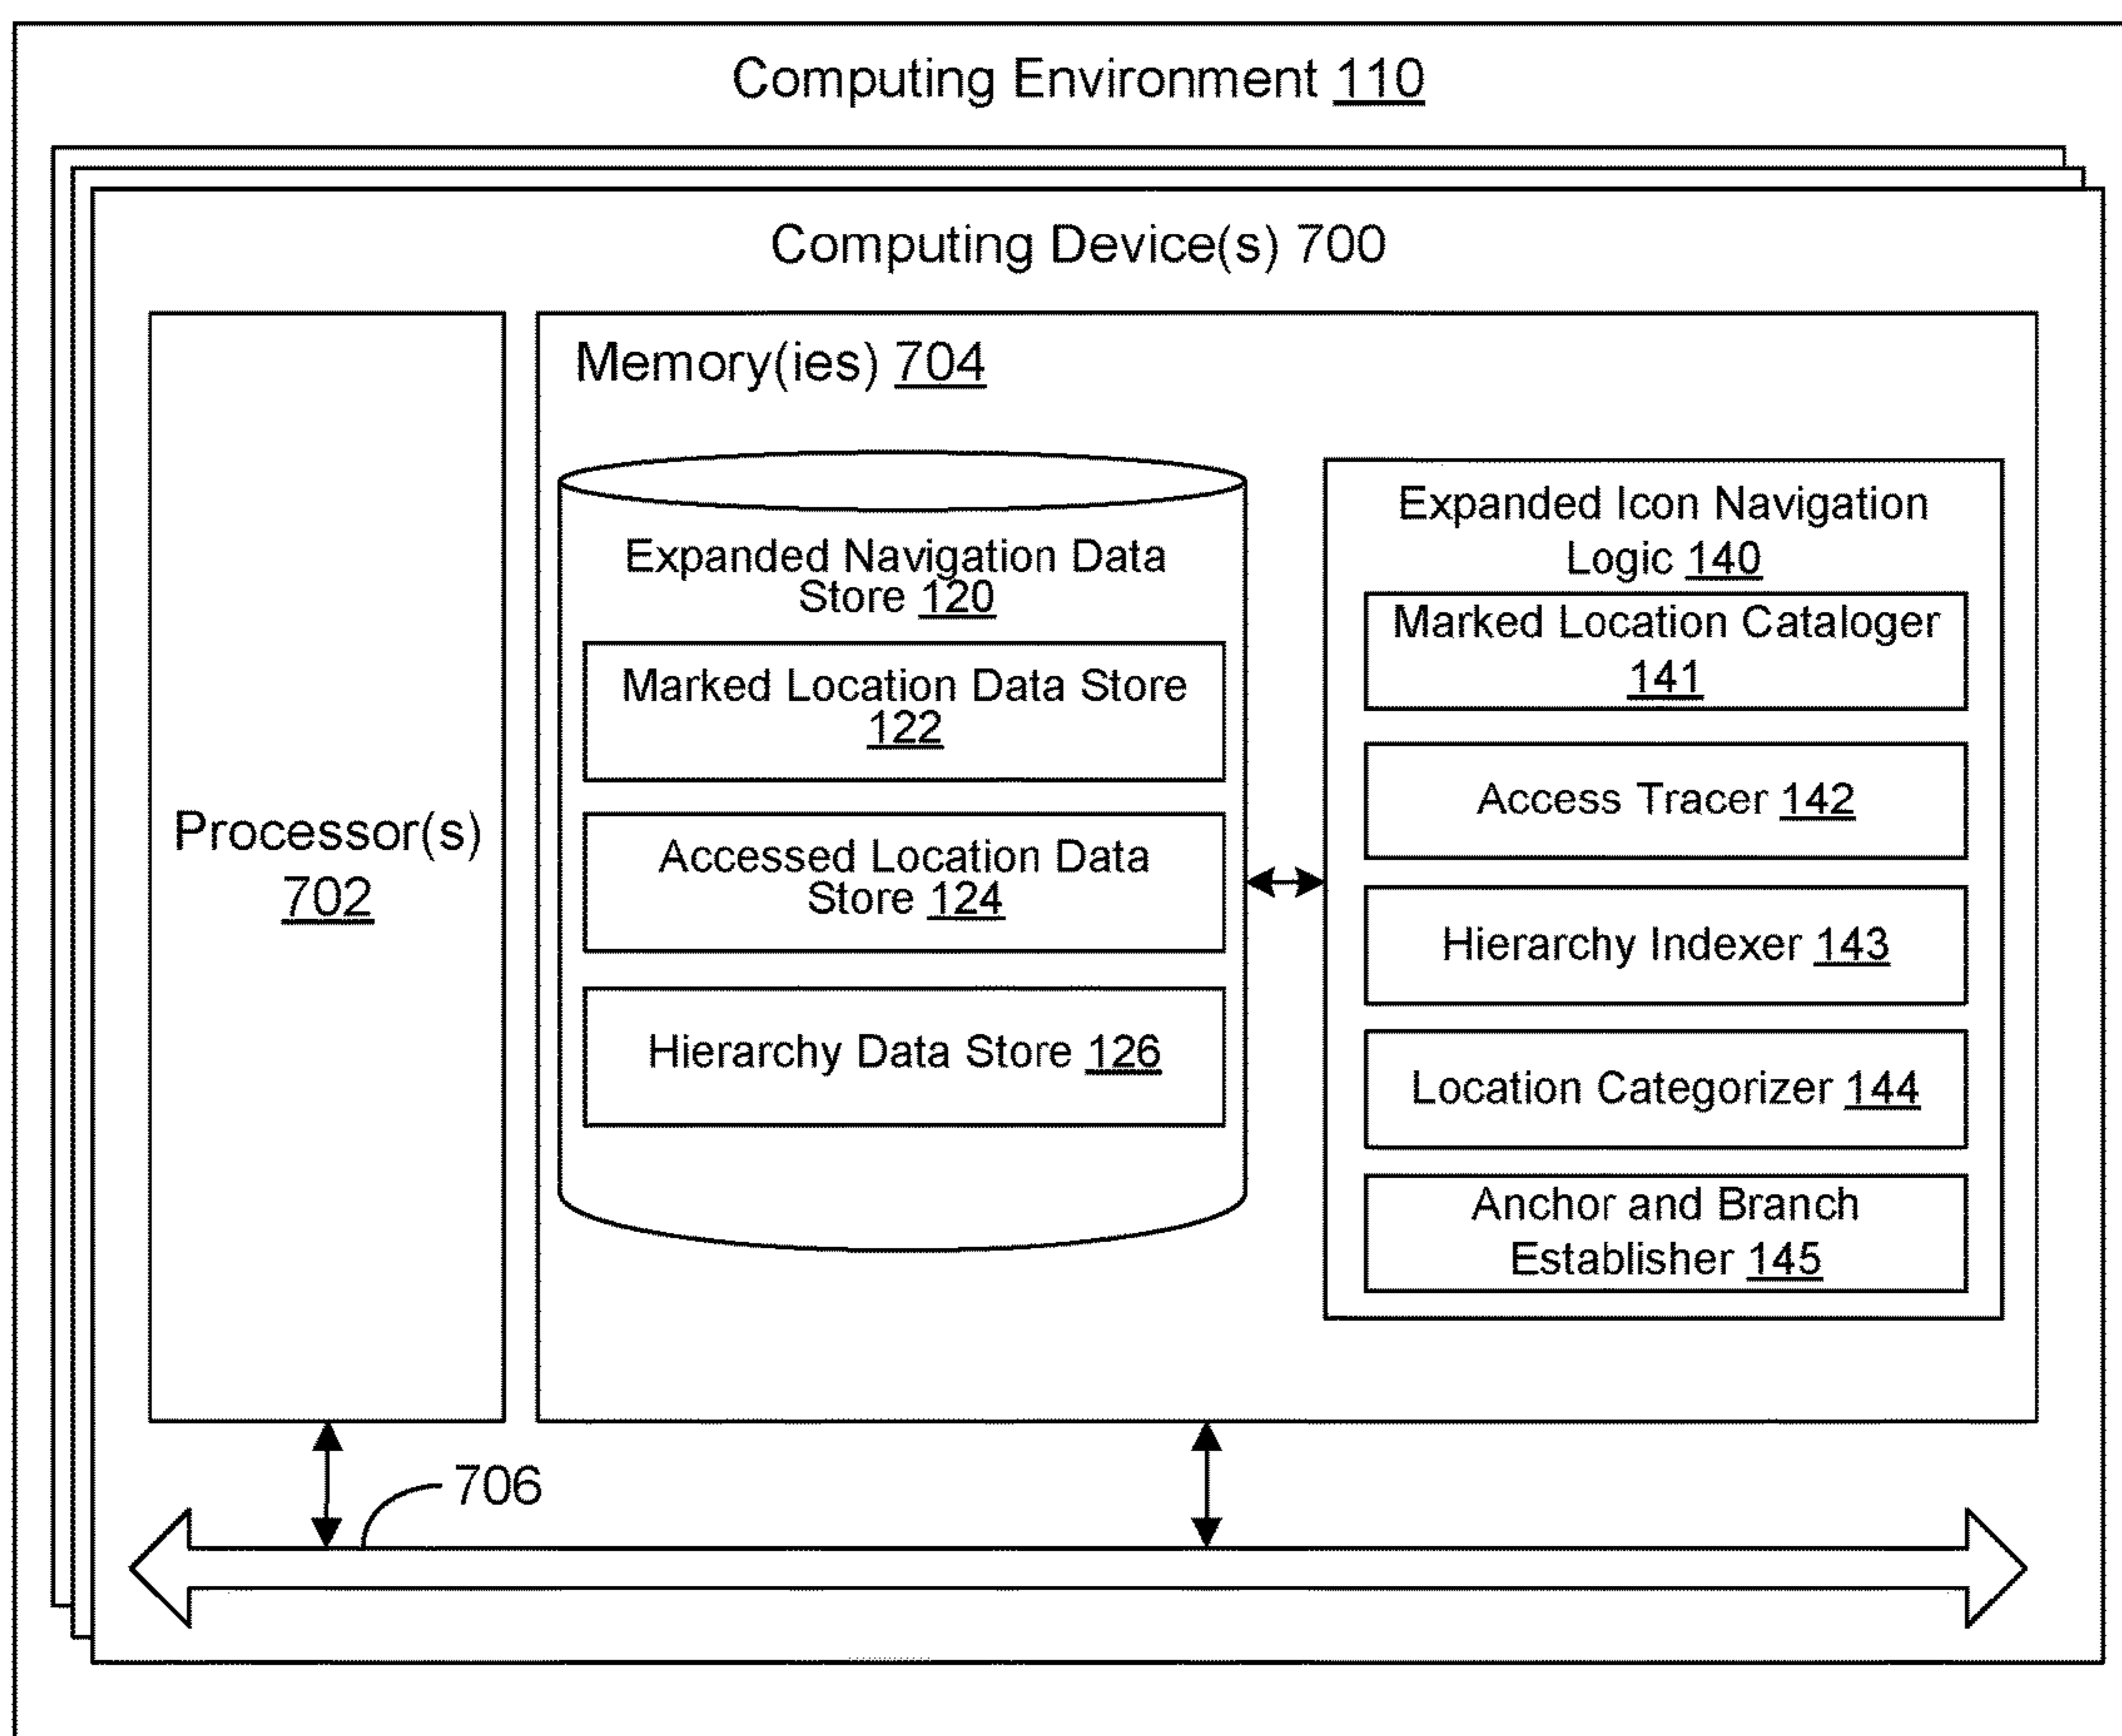 Computing Environment 110
Computing Device(s) 700
Processor(s)
702
Memory(ies) 704
Expanded Navigation Data
Store 120
Marked Location Data Store
122
Accessed Location Data
Store 124
Hierarchy Data Store 126
Expanded Icon Navigation
Logic 140
Marked Location Cataloger
141
Access Tracer 142
Hierarchy Indexer 143
Location Categorizer 144
Anchor and Branch
Establisher 145
706